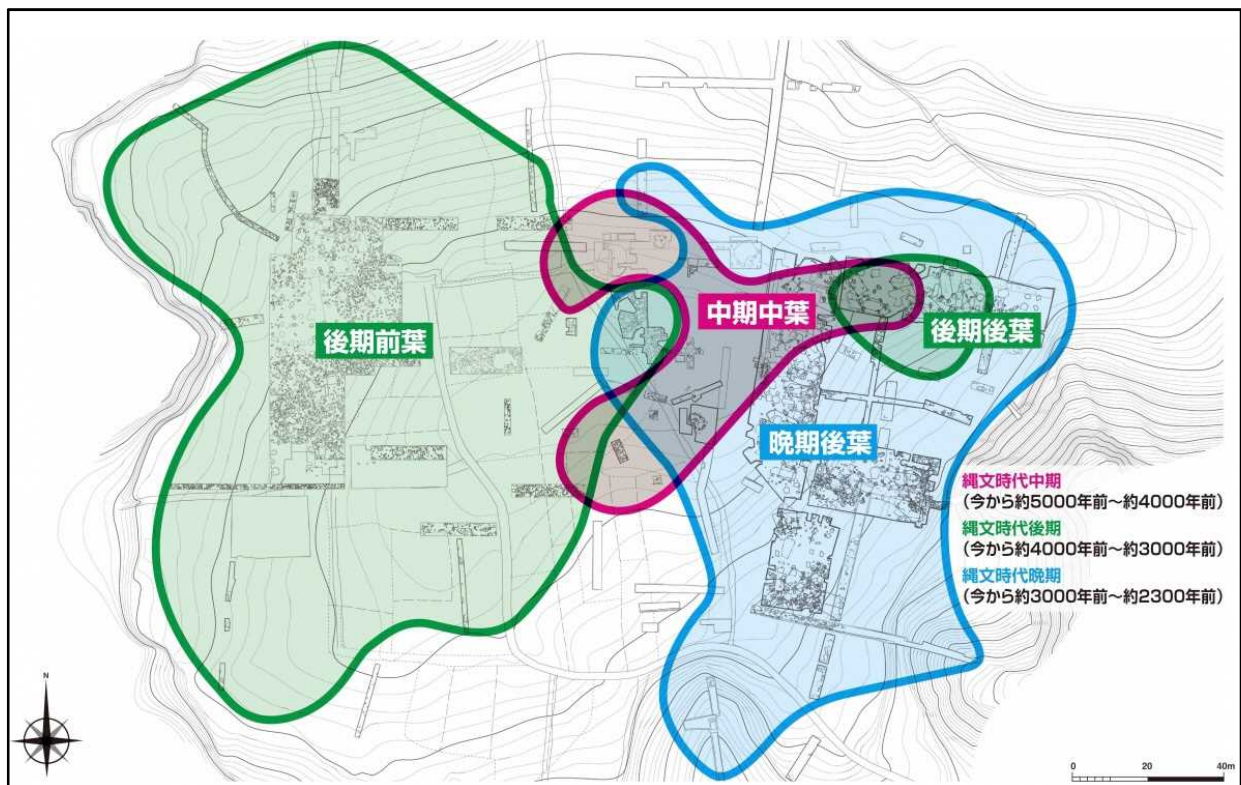 後期前葉
中期中葉
後期後葉
晩期後葉
縄文時代中期
(今から約5000年前～約4000年前)
縄文時代後期
(今から約4000年前～約3000年前)
縄文時代晩期
(今から約3000年前～約2300年前)
N
0 20 40m